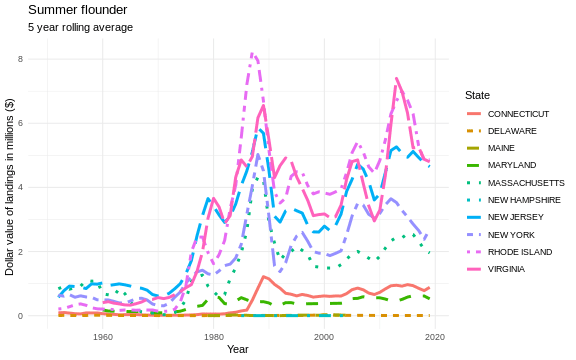 Summer flounder
5 year rolling average
Dollar value of landings in millions ($)
8
6
4
2
0
1960
1980
2000
2020
Year
State
CONNECTICUT
DELAWARE
MAINE
MARYLAND
MASSACHUSETTS
NEW HAMPSHIRE
NEW JERSEY
NEW YORK
RHODE ISLAND
VIRGINIA